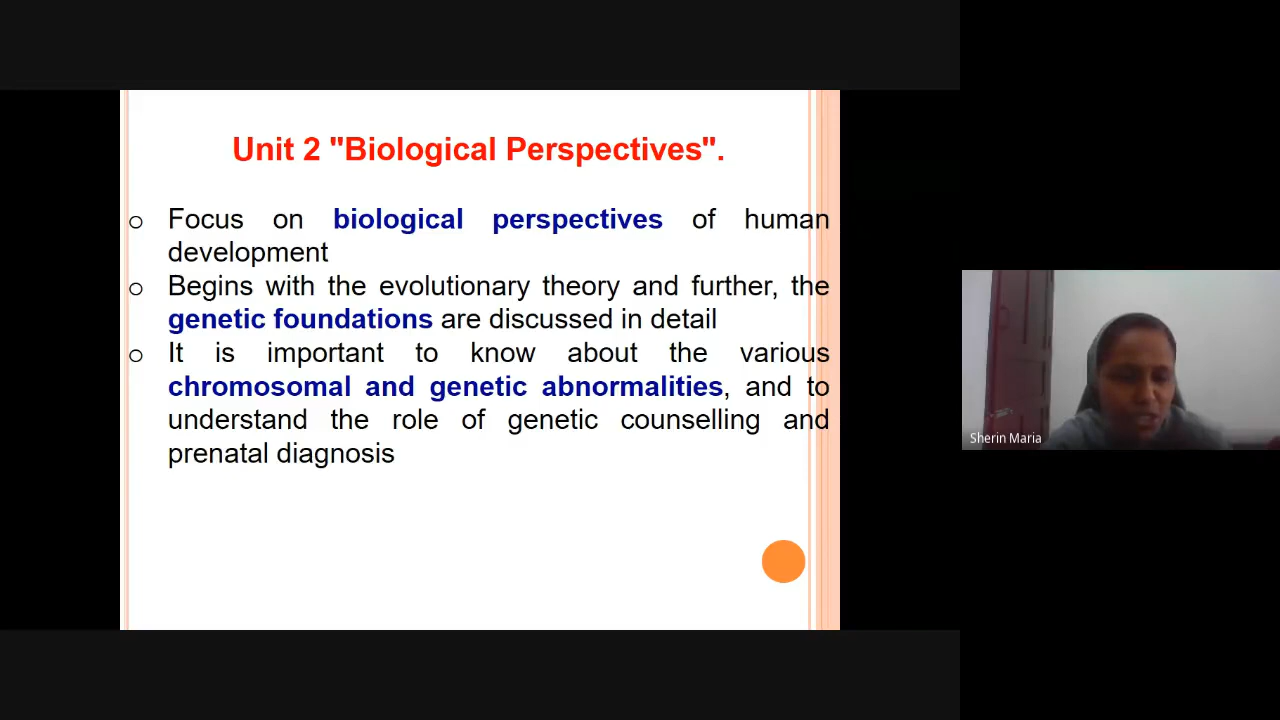 Unit 2 "Biological Perspectives".
o Focus on biological perspectives of human
development
o Begins with the evolutionary theory and further, the
genetic foundations are discussed in detail
o It is important to know about the various
chromosomal and genetic abnormalities, and to
understand the role of genetic counselling and
prenatal diagnosis
Sherin Maria